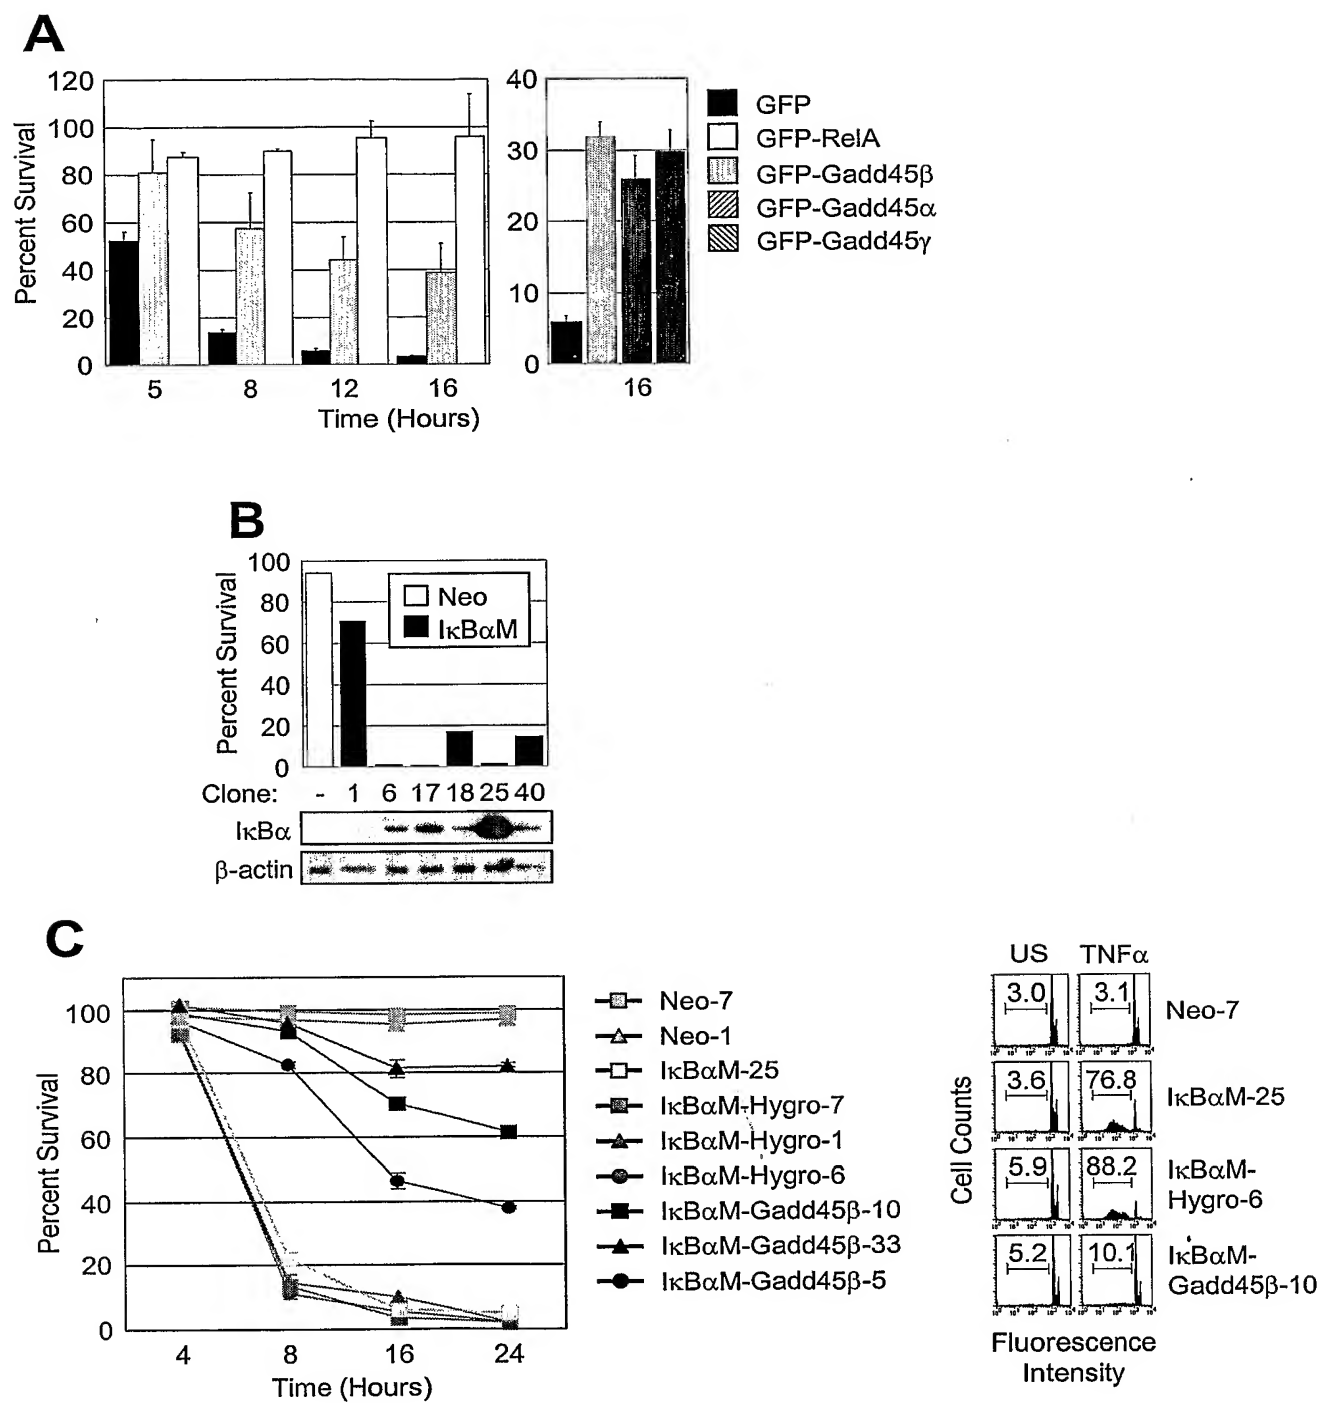 A
Percent Survival
120
100
80
60
40
20
0
5 8 12 16
Time (Hours)
40
30
20
10
0
16
GFP
GFP-RelA
GFP-Gadd45β
GFP-Gadd45α
GFP-Gadd45γ
B
Percent Survival
100
80
60
40
20
0
Neo
IκBαM
Clone: - 1 6 17 18 25 40
IκBα
β-actin
C
Percent Survival
100
80
60
40
20
0
4 8 16 24
Time (Hours)
Neo-7
Neo-1
IκBαM-25
IκBαM-Hygro-7
IκBαM-Hygro-1
IκBαM-Hygro-6
IκBαM-Gadd45β-10
IκBαM-Gadd45β-33
IκBαM-Gadd45β-5
US TNFα
Cell Counts
3.0 3.1 Neo-7
3.6 76.8 IκBαM-25
5.9 88.2 IκBαM-
Hygro-6
5.2 10.1 IκBαM-
Gadd45β-10
Fluorescence
Intensity